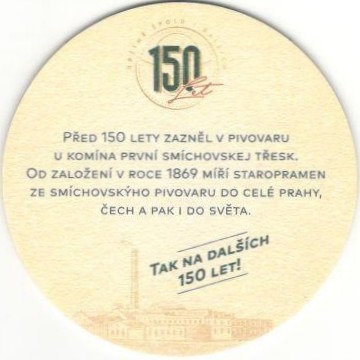 150
Let
PŘED 150 LETY ZAZNĚL V PIVOVARU
U KOMÍNA PRVNÍ SMÍCHOVSKEJ TŘESK.
OD ZALOŽENÍ V ROCE 1869 MÍŘÍ STAROPRAMEN
ZE SMÍCHOVSKÝHO PIVOVARU DO CELÉ PRAHY,
ČECH A PAK I DO SVĚTA.
TAK NA DALŠÍCH
150 LET!